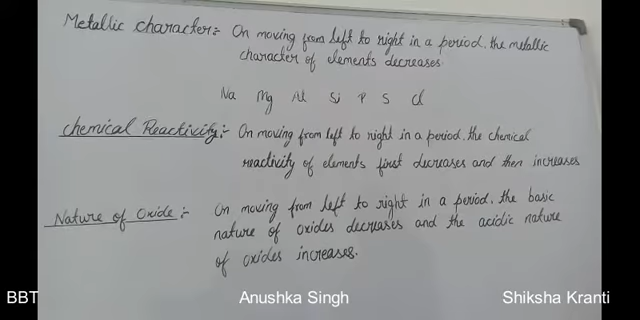 Metallic character:- On moving from left to right in a period, the metallic
character of elements decreases
Na Mg Al Si P S Cl
chemical Reactivity:- On moving from left to right in a period, the chemical
reactivity of elements first decreases and then increases
Nature of Oxide:- On moving from left to right in a period, the basic
nature of oxides decreases and the acidic nature
of oxides increases.
BBT Anushka Singh Shiksha Kranti